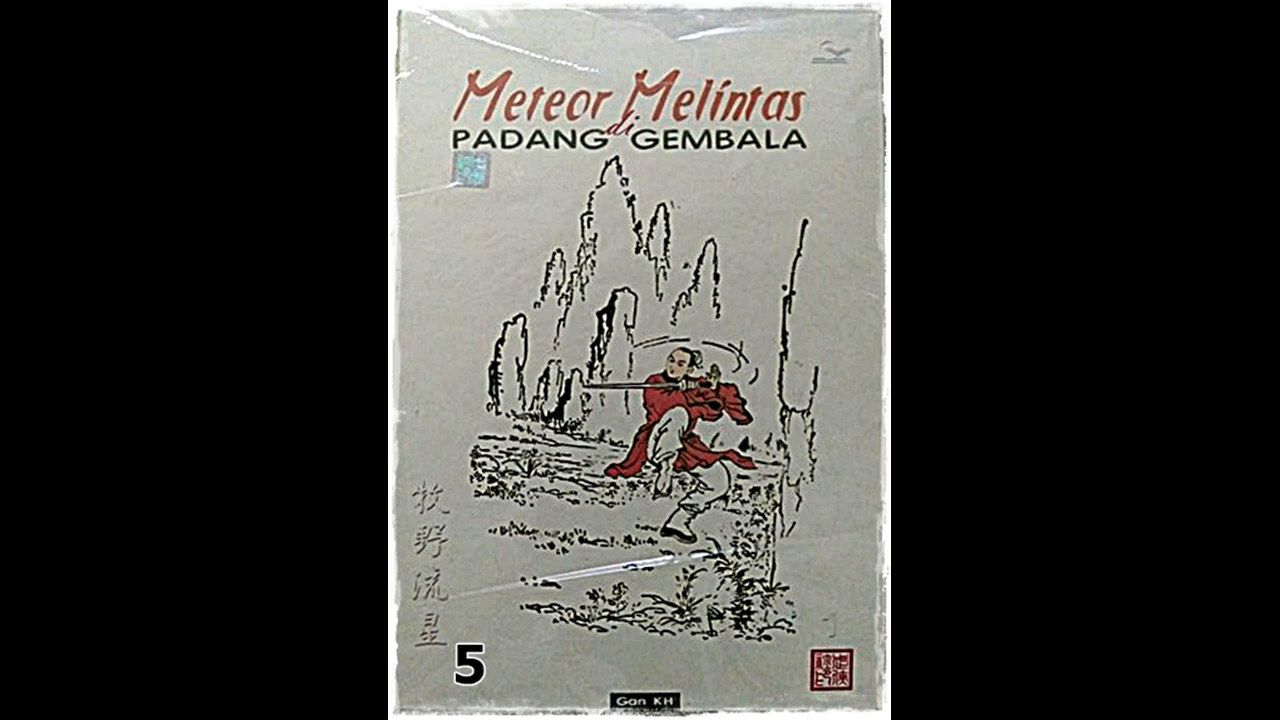 Meteor Melintas
di
PADANG GEMBALA
牧野流星
5
Gan KH